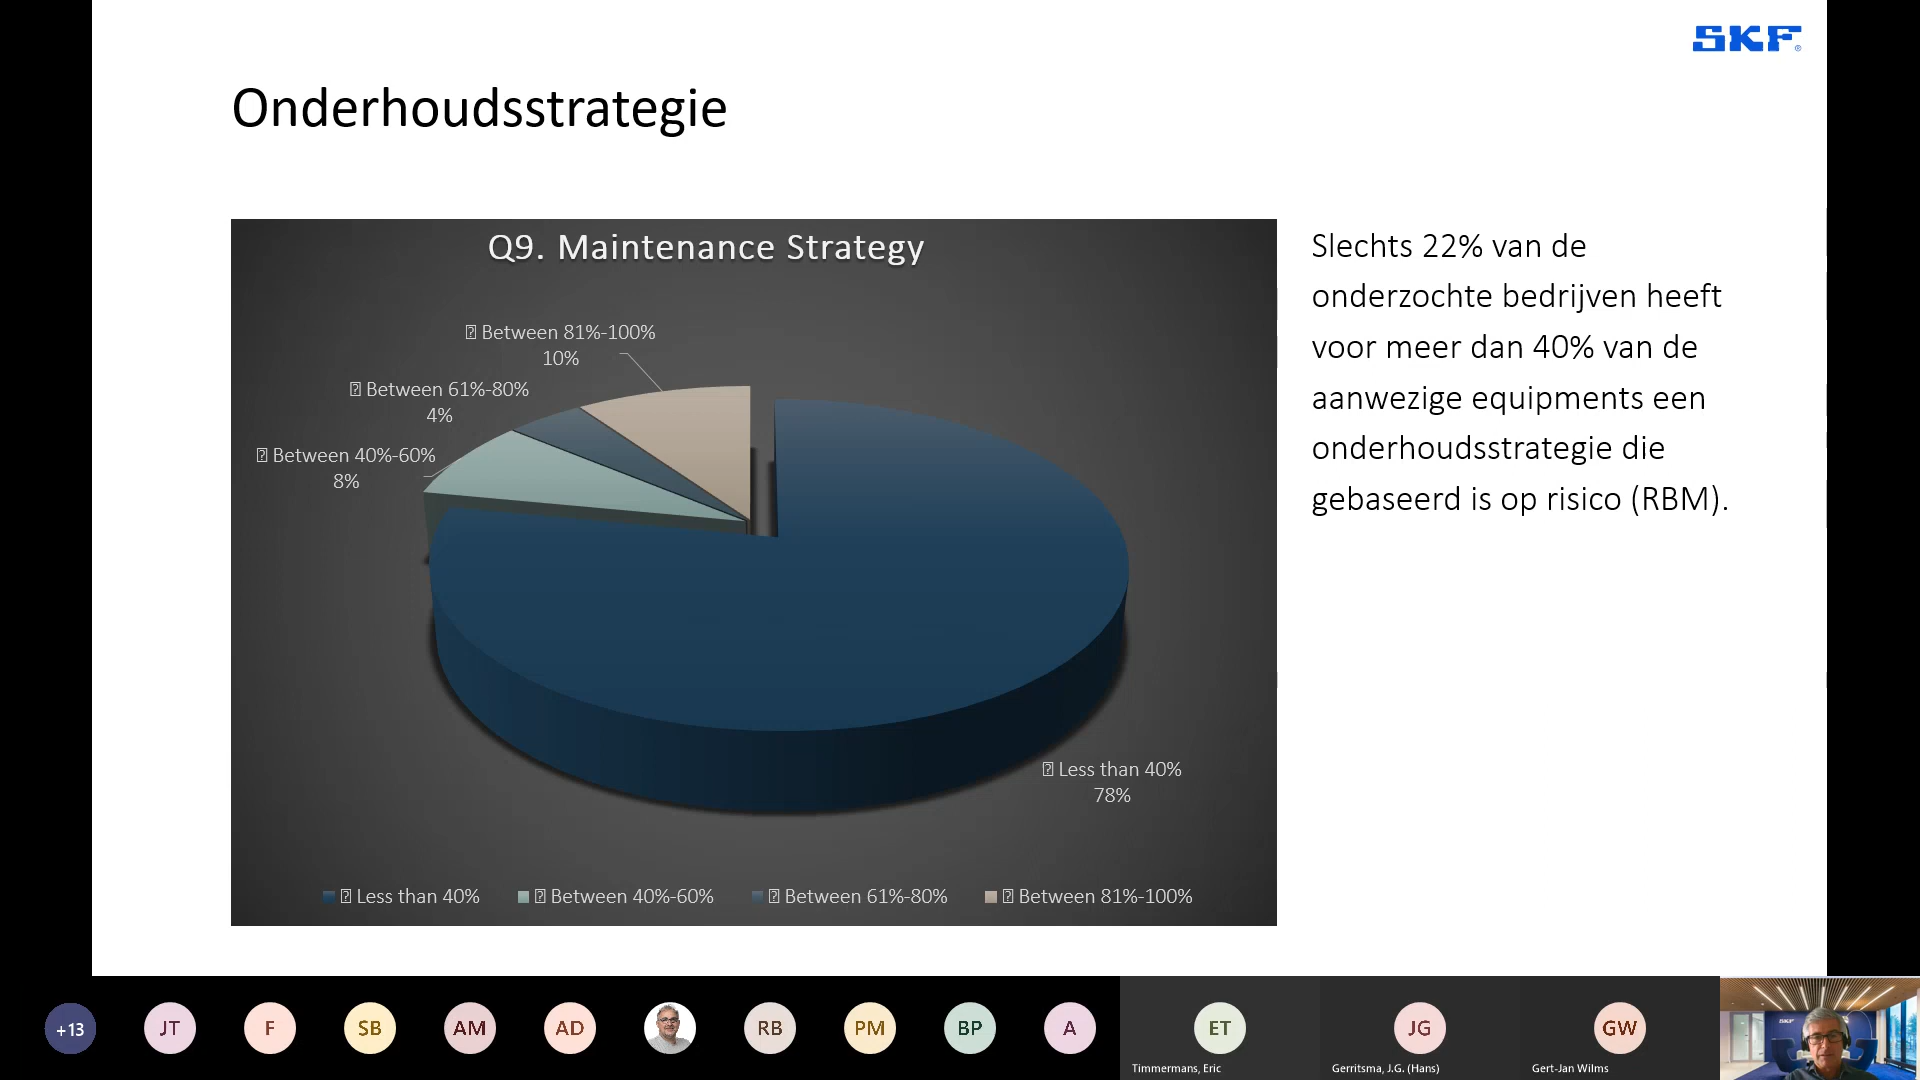 SKF
Onderhoudsstrategie
Q9. Maintenance Strategy
Between 81%-100%
10%
Between 61%-80%
4%
Between 40%-60%
8%
Less than 40%
78%
Less than 40% Between 40%-60% Between 61%-80% Between 81%-100%
Slechts 22% van de
onderzochte bedrijven heeft
voor meer dan 40% van de
aanwezige equipments een
onderhoudsstrategie die
gebaseerd is op risico (RBM).
+13 JT F SB AM AD RB PM BP A ET JG GW
Timmermans, Eric Gerritsma, J.G. (Hans) Gert-Jan Wilms
SKF